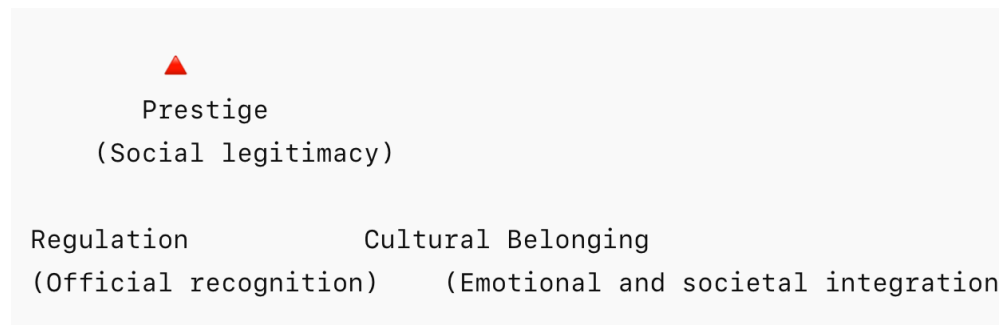 Prestige
(Social legitimacy)
Regulation Cultural Belonging
(Official recognition) (Emotional and societal integration